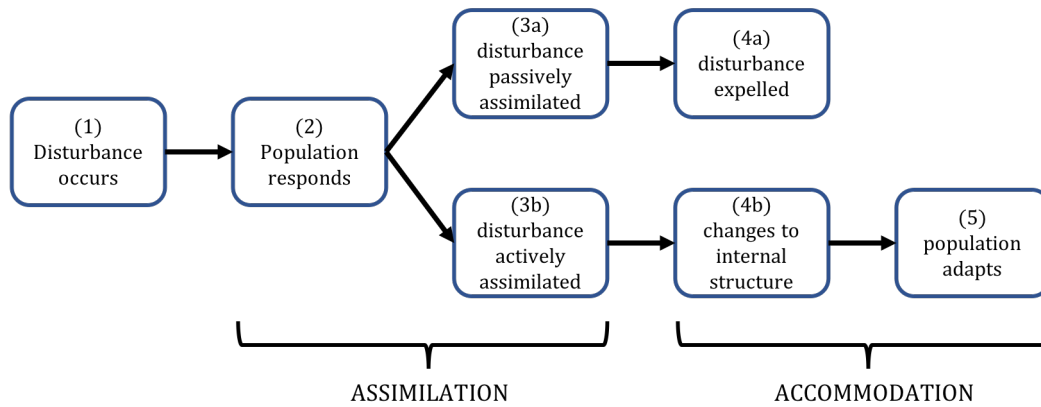 (1)
Disturbance
occurs
(2)
Population
responds
(3a)
disturbance
passively
assimilated
(4a)
disturbance
expelled
(3b)
disturbance
actively
assimilated
(4b)
changes to
internal
structure
(5)
population
adapts
ASSIMILATION
ACCOMMODATION